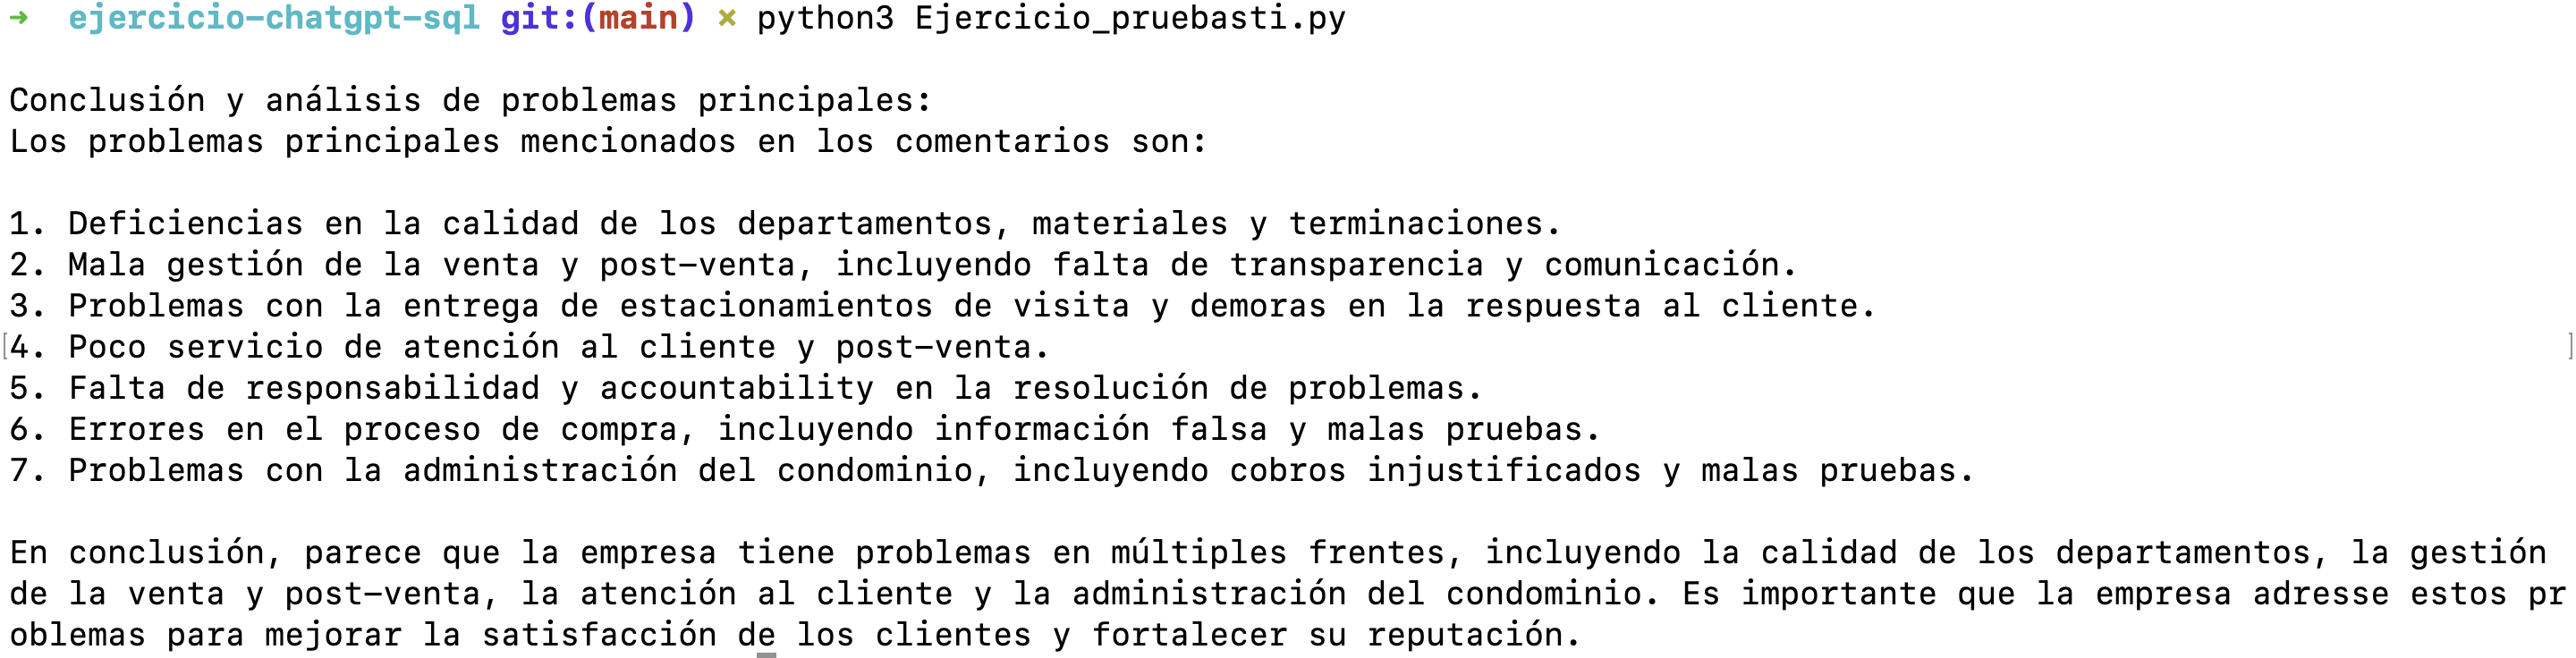 ➜  ejercicio-chatgpt-sql git:(main) × python3 Ejercicio_pruebasti.py
Conclusión y análisis de problemas principales:
Los problemas principales mencionados en los comentarios son:
1. Deficiencias en la calidad de los departamentos, materiales y terminaciones.
2. Mala gestión de la venta y post-venta, incluyendo falta de transparencia y comunicación.
3. Problemas con la entrega de estacionamientos de visita y demoras en la respuesta al cliente.
[4. Poco servicio de atención al cliente y post-venta. ]
5. Falta de responsabilidad y accountability en la resolución de problemas.
6. Errores en el proceso de compra, incluyendo información falsa y malas pruebas.
7. Problemas con la administración del condominio, incluyendo cobros injustificados y malas pruebas.
En conclusión, parece que la empresa tiene problemas en múltiples frentes, incluyendo la calidad de los departamentos, la gestión
de la venta y post-venta, la atención al cliente y la administración del condominio. Es importante que la empresa adresse estos pr
oblemas para mejorar la satisfacción de los clientes y fortalecer su reputación.